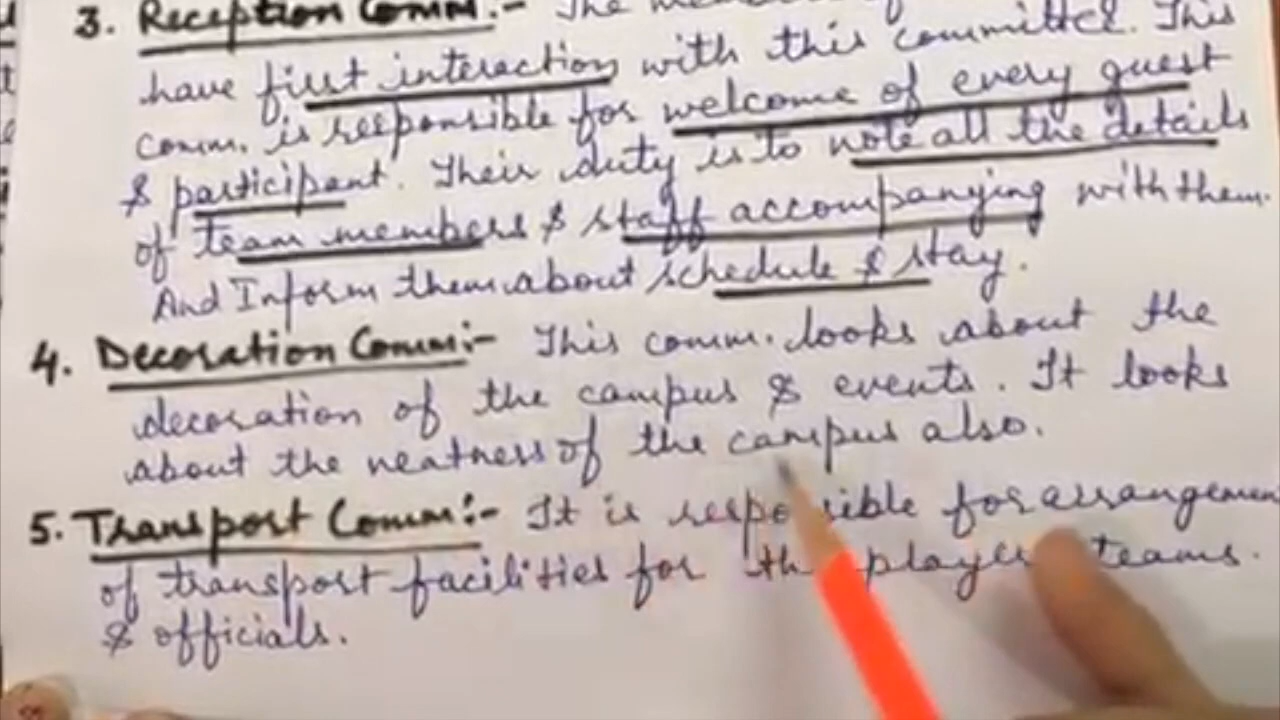 3. Reception Comm.:- The
have first interaction with this committee. This
comm. is responsible for welcome of every guest
& participant. Their duty is to note all the details
of team members & staff accompanying with them.
And Inform them about schedule & stay.
4. Decoration Comm:- This comm. looks about the
decoration of the campus & events. It looks
about the neatness of the campus also.
5. Transport Comm:- It is responsible for arrangement
of transport facilities for the player teams.
& officials.